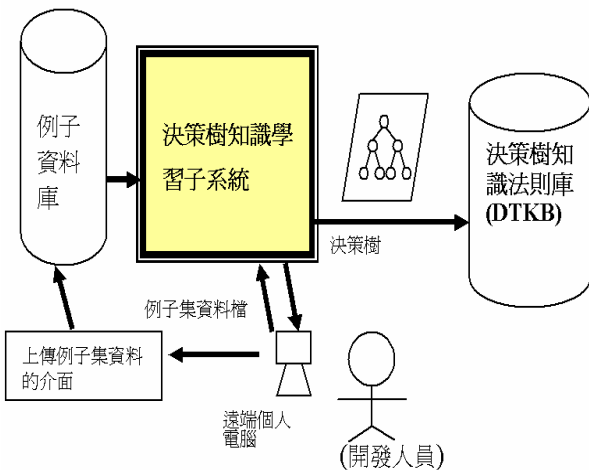 例子
資料
庫
決策樹知識學
習子系統
決策樹知
識法則庫
(DTKB)
決策樹
例子集資料檔
上傳例子集資料
的介面
遠端個人
電腦
(開發人員)